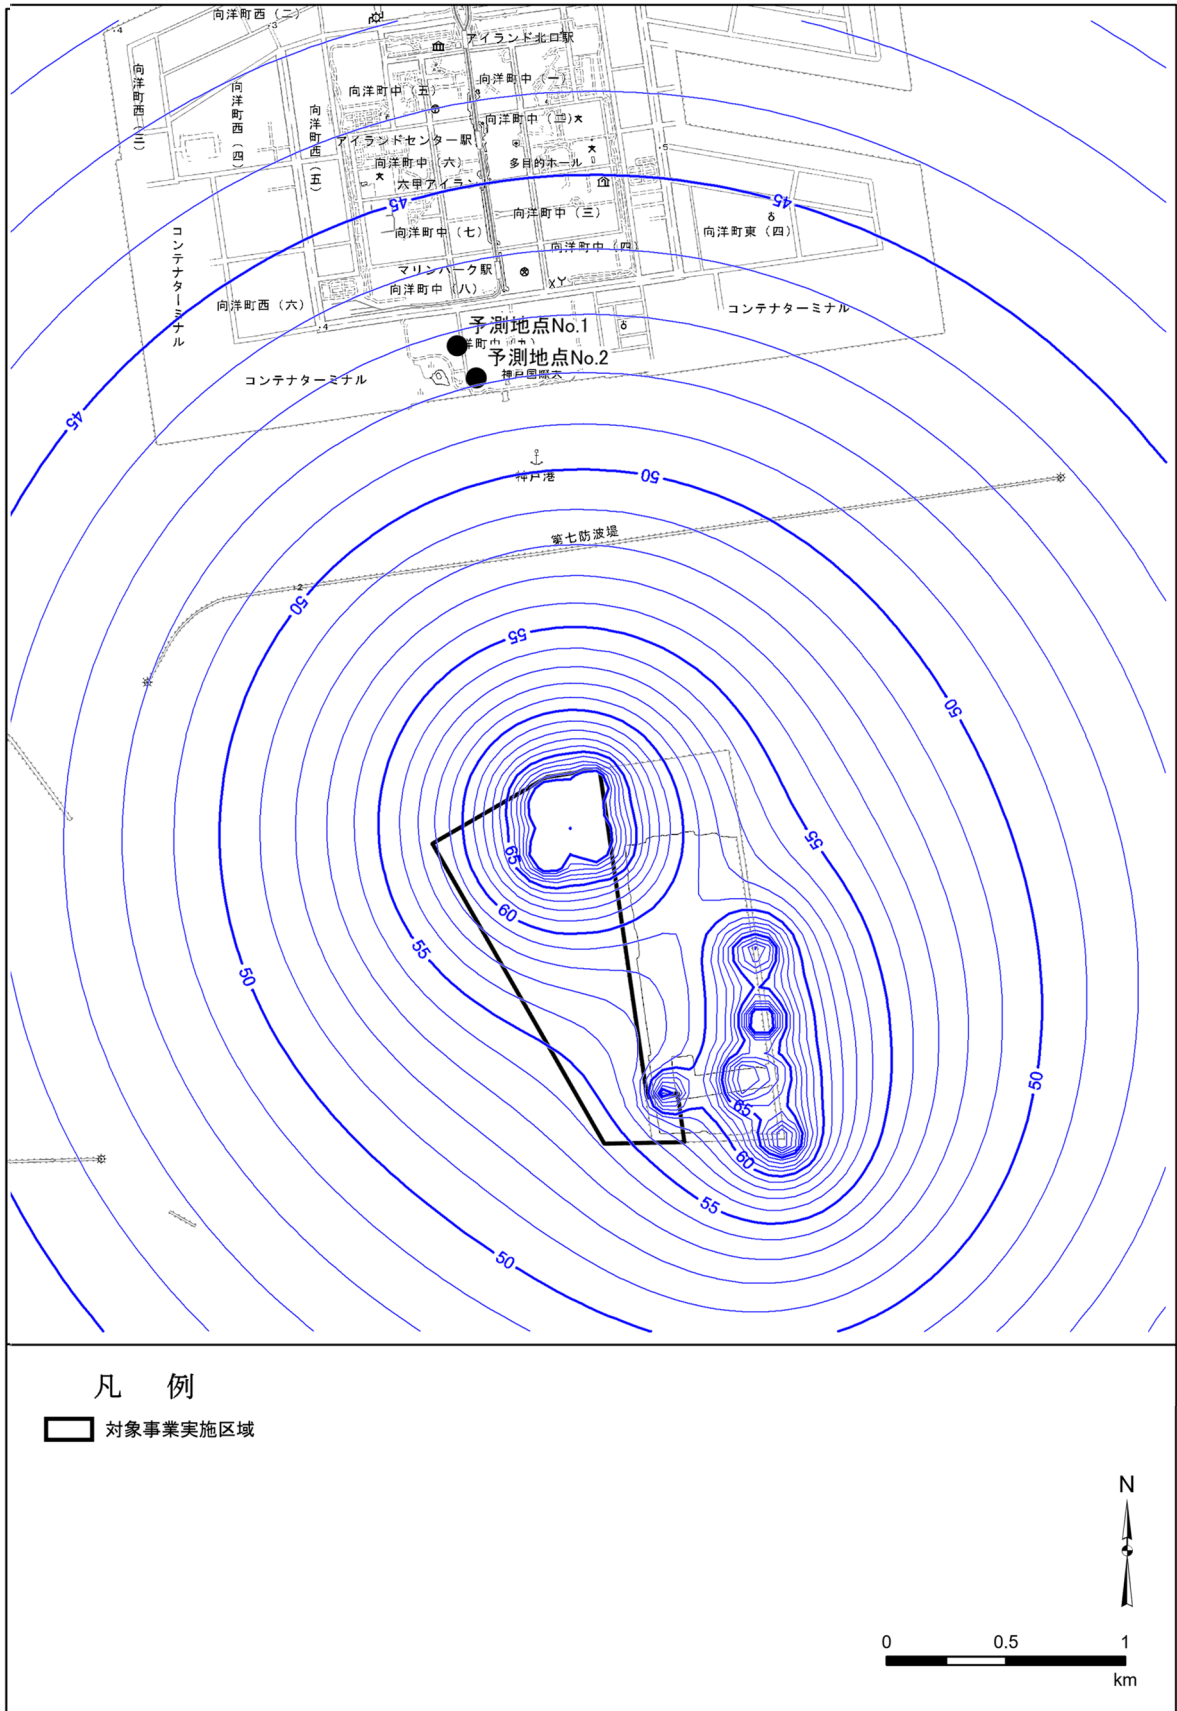 向洋町西（二）
アイランド北口駅
向洋町西（三）
向洋町西（四）
向洋町西（五）
向洋町中（五）
向洋町中（一）
向洋町中（二）
アイランドセンター駅
向洋町中（六）
多目的ホール
六甲アイラン
45
45
向洋町中（三）
向洋町中（七）
向洋町中（四）
向洋町東（四）
コンテナターミナル
マリンパーク駅
向洋町中（八）
向洋町西（六）
コンテナターミナル
予測地点No.1
予測地点No.2
神戸国際大
コンテナターミナル
45
神戸港
50
第七防波堤
50
55
50
55
65
60
55
50
50
65
60
55
50
凡 例
対象事業実施区域
N
0 0.5 1
km